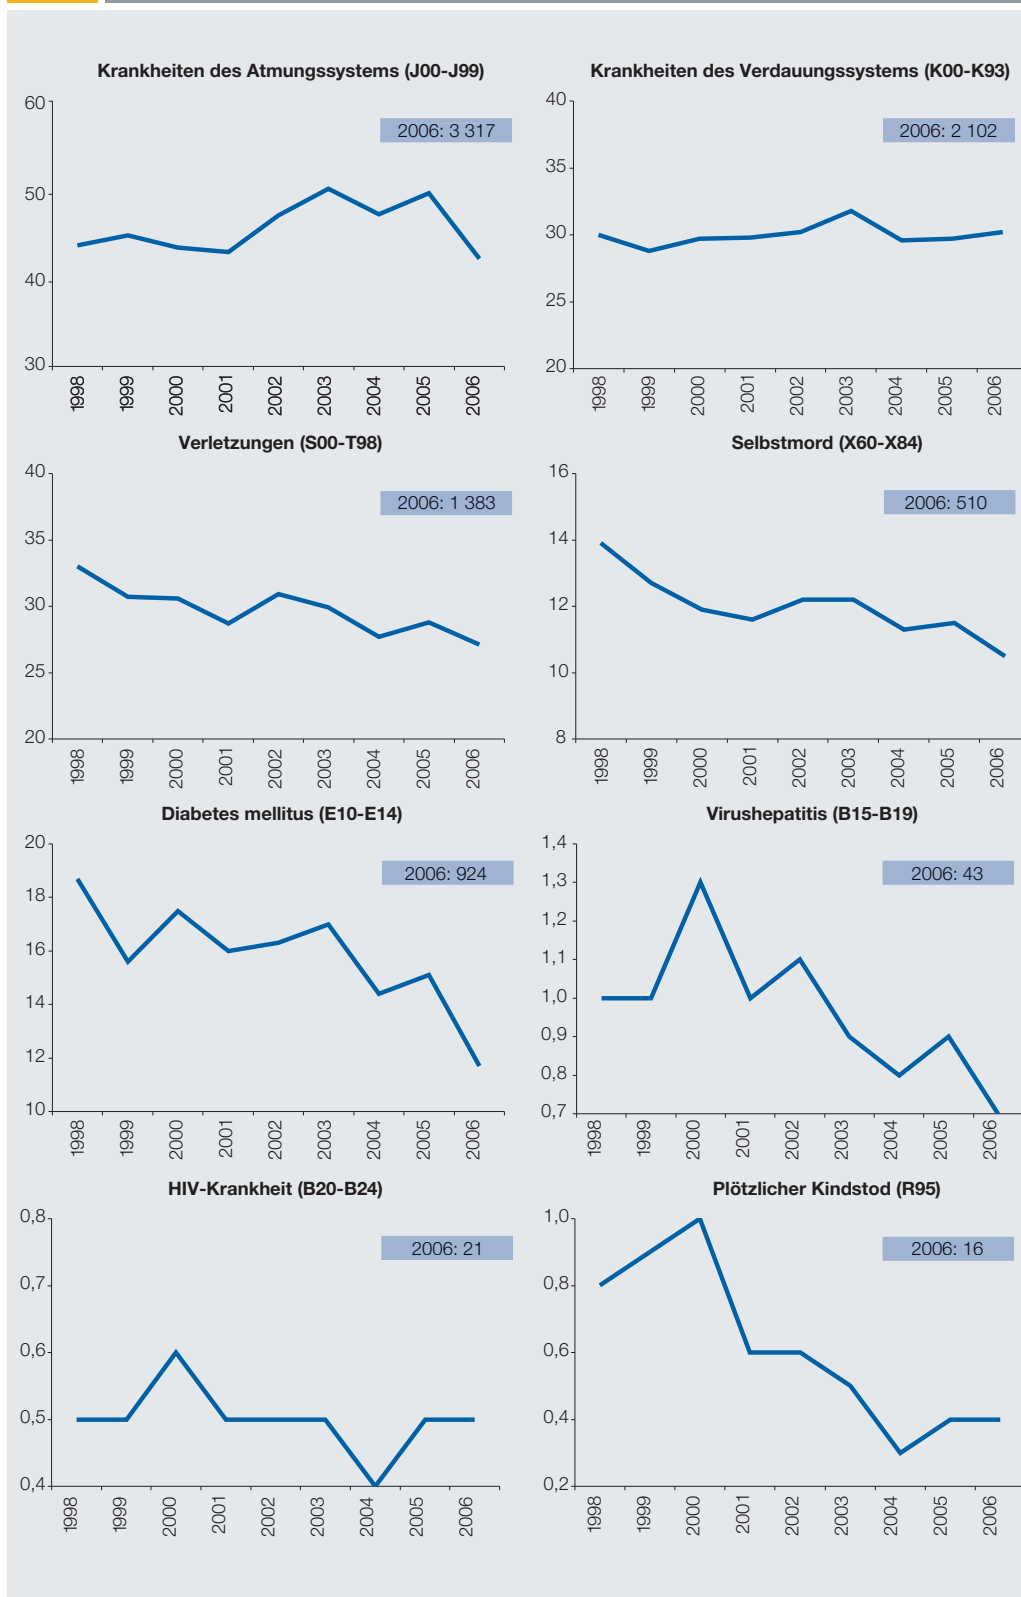 Krankheiten des Atmungssystems (J00-J99)
60
50
40
30
2006: 3 317
1998 1999 2000 2001 2002 2003 2004 2005 2006
Krankheiten des Verdauungssystems (K00-K93)
40
35
30
25
20
2006: 2 102
1998 1999 2000 2001 2002 2003 2004 2005 2006
Verletzungen (S00-T98)
40
35
30
25
20
2006: 1 383
1998 1999 2000 2001 2002 2003 2004 2005 2006
Selbstmord (X60-X84)
16
14
12
10
8
2006: 510
1998 1999 2000 2001 2002 2003 2004 2005 2006
Diabetes mellitus (E10-E14)
20
18
16
14
12
10
2006: 924
1998 1999 2000 2001 2002 2003 2004 2005 2006
Virushepatitis (B15-B19)
1,4
1,3
1,2
1,1
1,0
0,9
0,8
0,7
2006: 43
1998 1999 2000 2001 2002 2003 2004 2005 2006
HIV-Krankheit (B20-B24)
0,8
0,7
0,6
0,5
0,4
2006: 21
1998 1999 2000 2001 2002 2003 2004 2005 2006
Plötzlicher Kindstod (R95)
1,0
0,8
0,6
0,4
0,2
2006: 16
1998 1999 2000 2001 2002 2003 2004 2005 2006